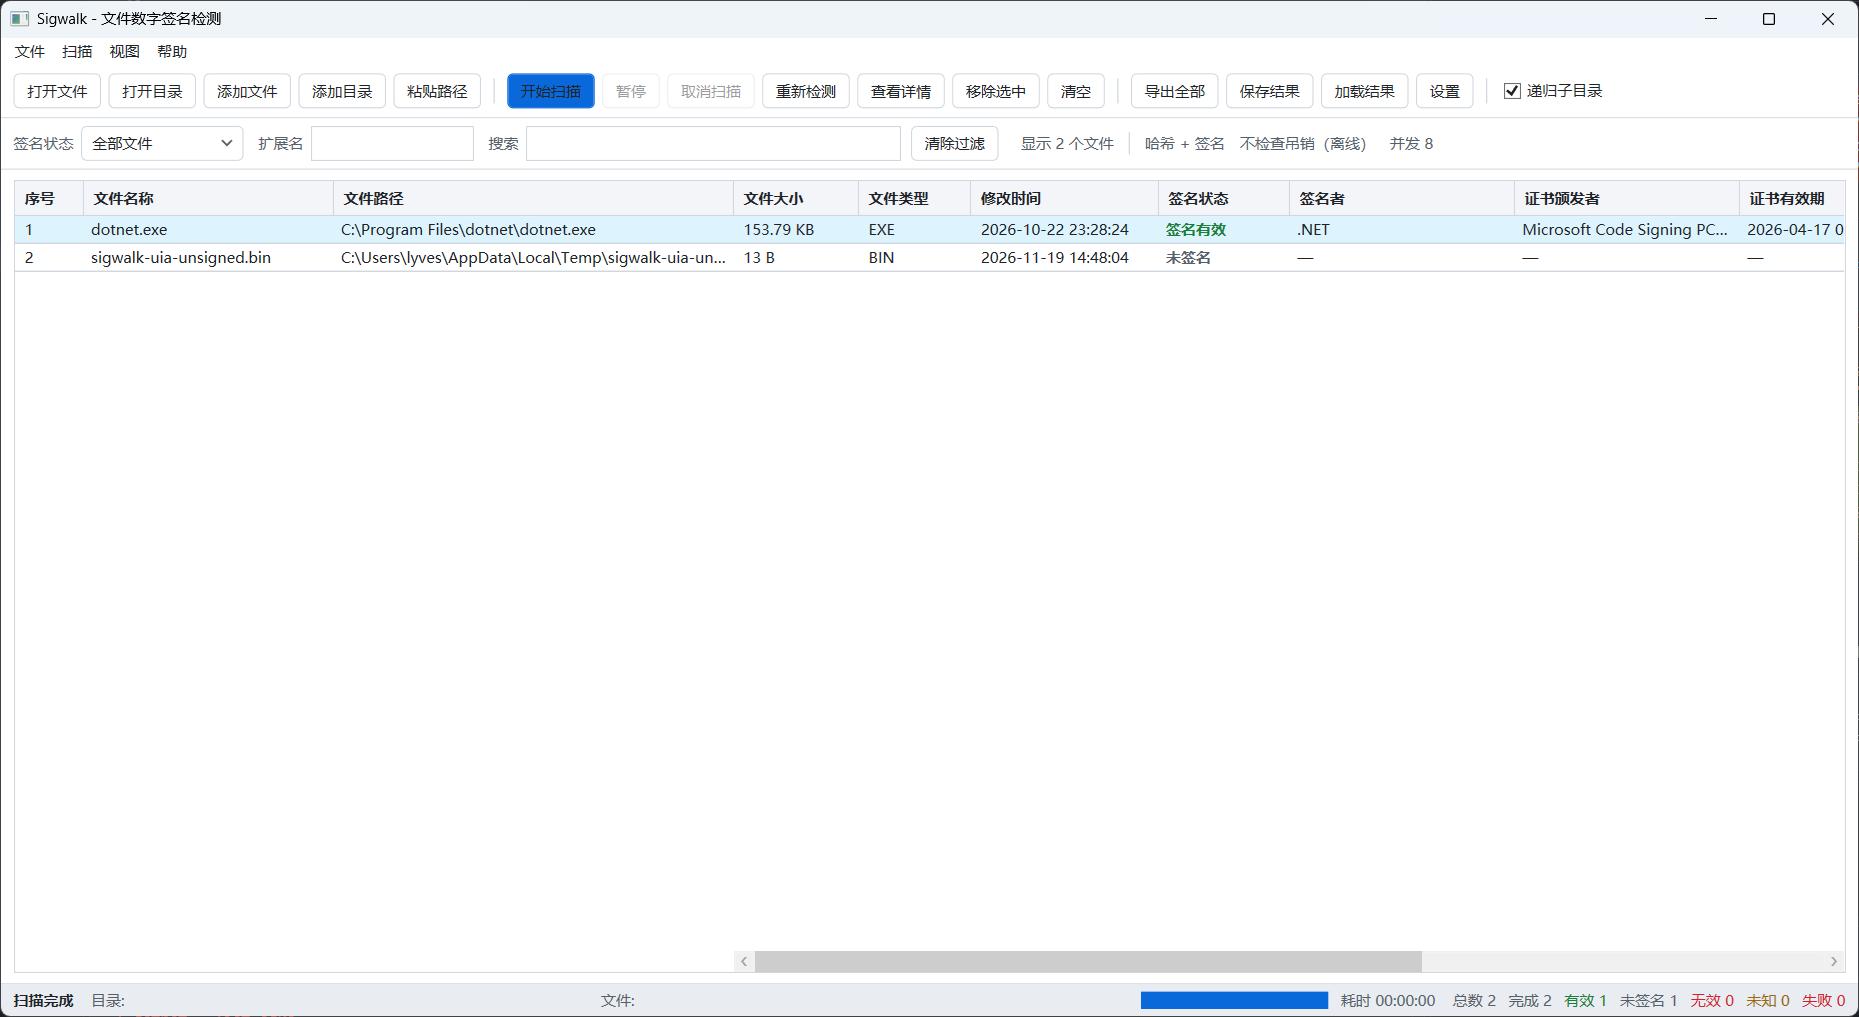 Sigwalk - 文件数字签名检测
文件 扫描 视图 帮助
打开文件 打开目录 添加文件 添加目录 粘贴路径 开始扫描 暂停 取消扫描 重新检测 查看详情 移除选中 清空 导出全部 保存结果 加载结果 设置 递归子目录
签名状态 全部文件 扩展名 搜索 清除过滤 显示 2 个文件 哈希 + 签名 不检查吊销 (离线) 并发 8
序号 文件名称 文件路径 文件大小 文件类型 修改时间 签名状态 签名者 证书颁发者 证书有效期
1 dotnet.exe C:\Program Files\dotnet\dotnet.exe 153.79 KB EXE 2026-10-22 23:28:24 签名有效 .NET Microsoft Code Signing PC... 2026-04-17 0
2 sigwalk-uia-unsigned.bin C:\Users\lyves\AppData\Local\Temp\sigwalk-uia-un... 13 B BIN 2026-11-19 14:48:04 未签名 — — —
扫描完成 目录: 文件: 耗时 00:00:00 总数 2 完成 2 有效 1 未签名 1 无效 0 未知 0 失败 0